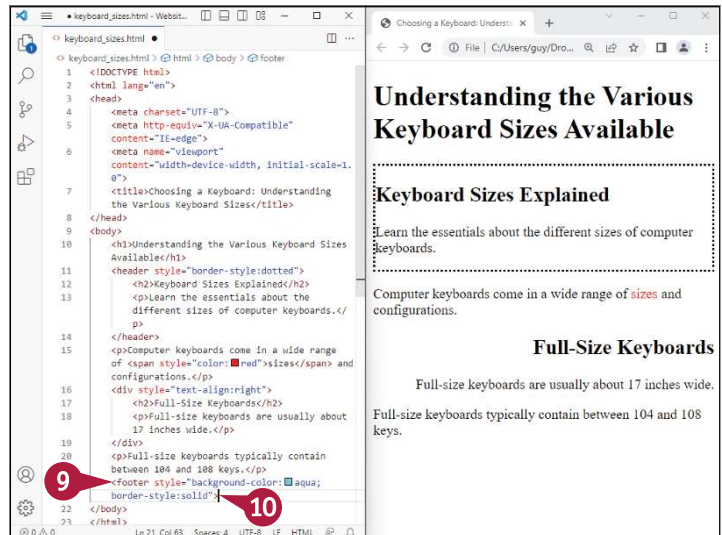 keyboard_sizes.html - Websit...
keyboard_sizes.html
keyboard_sizes.html > html > body > footer
1 <!DOCTYPE html>
2 <html lang="en">
3 <head>
4 <meta charset="UTF-8">
5 <meta http-equiv="X-UA-Compatible"
content="IE=edge">
6 <meta name="viewport"
content="width=device-width, initial-scale=1.
0">
7 <title>Choosing a Keyboard: Understanding
the Various Keyboard Sizes</title>
8 </head>
9 <body>
10 <h1>Understanding the Various Keyboard Sizes
Available</h1>
11 <header style="border-style:dotted">
12 <h2>Keyboard Sizes Explained</h2>
13 <p>Learn the essentials about the
different sizes of computer keyboards.</
p>
14 </header>
15 <p>Computer keyboards come in a wide range
of <span style="color:red">sizes</span> and
configurations.</p>
16 <div style="text-align:right">
17 <h2>Full-Size Keyboards</h2>
18 <p>Full-size keyboards are usually about
17 inches wide.</p>
19 </div>
20 <p>Full-size keyboards typically contain
between 104 and 108 keys.</p>
<footer style="background-color:aqua;
border-style:solid">
22 </body>
23 </html>
9
10
0 0 Ln 21, Col 63 Spaces: 4 UTF-8 LF HTML
Choosing a Keyboard: Understa
File C:/Users/guy/Dro...
Understanding the Various
Keyboard Sizes Available
Keyboard Sizes Explained
Learn the essentials about the different sizes of computer
keyboards.
Computer keyboards come in a wide range of sizes and
configurations.
Full-Size Keyboards
Full-size keyboards are usually about 17 inches wide.
Full-size keyboards typically contain between 104 and 108
keys.